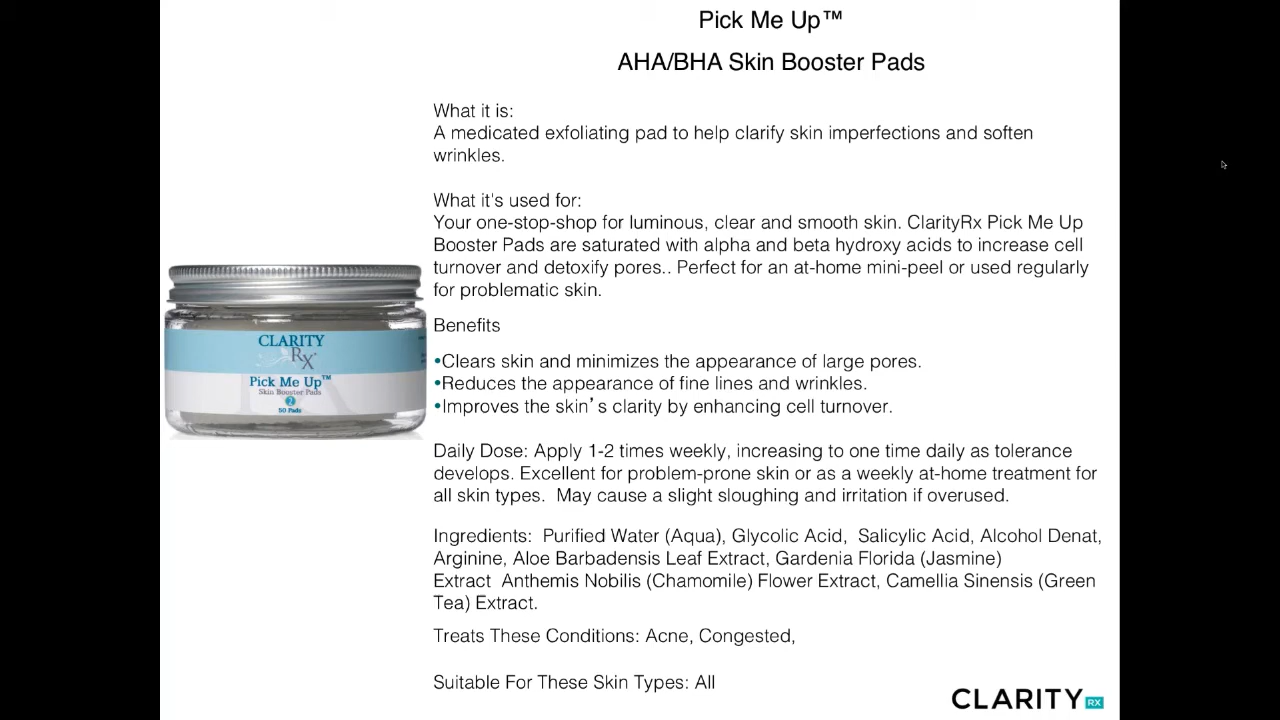 Pick Me Up™
AHA/BHA Skin Booster Pads
What it is:
A medicated exfoliating pad to help clarify skin imperfections and soften
wrinkles.
What it's used for:
Your one-stop-shop for luminous, clear and smooth skin. ClarityRx Pick Me Up
Booster Pads are saturated with alpha and beta hydroxy acids to increase cell
turnover and detoxify pores.. Perfect for an at-home mini-peel or used regularly
for problematic skin.
Benefits
•Clears skin and minimizes the appearance of large pores.
•Reduces the appearance of fine lines and wrinkles.
•Improves the skin’s clarity by enhancing cell turnover.
Daily Dose: Apply 1-2 times weekly, increasing to one time daily as tolerance
develops. Excellent for problem-prone skin or as a weekly at-home treatment for
all skin types.  May cause a slight sloughing and irritation if overused.
Ingredients:  Purified Water (Aqua), Glycolic Acid,  Salicylic Acid, Alcohol Denat,
Arginine, Aloe Barbadensis Leaf Extract, Gardenia Florida (Jasmine)
Extract  Anthemis Nobilis (Chamomile) Flower Extract, Camellia Sinensis (Green
Tea) Extract.
Treats These Conditions: Acne, Congested,
Suitable For These Skin Types: All
CLARITY
Rx
Pick Me Up™
Skin Booster Pads
2
50 Pads
CLARITY RX